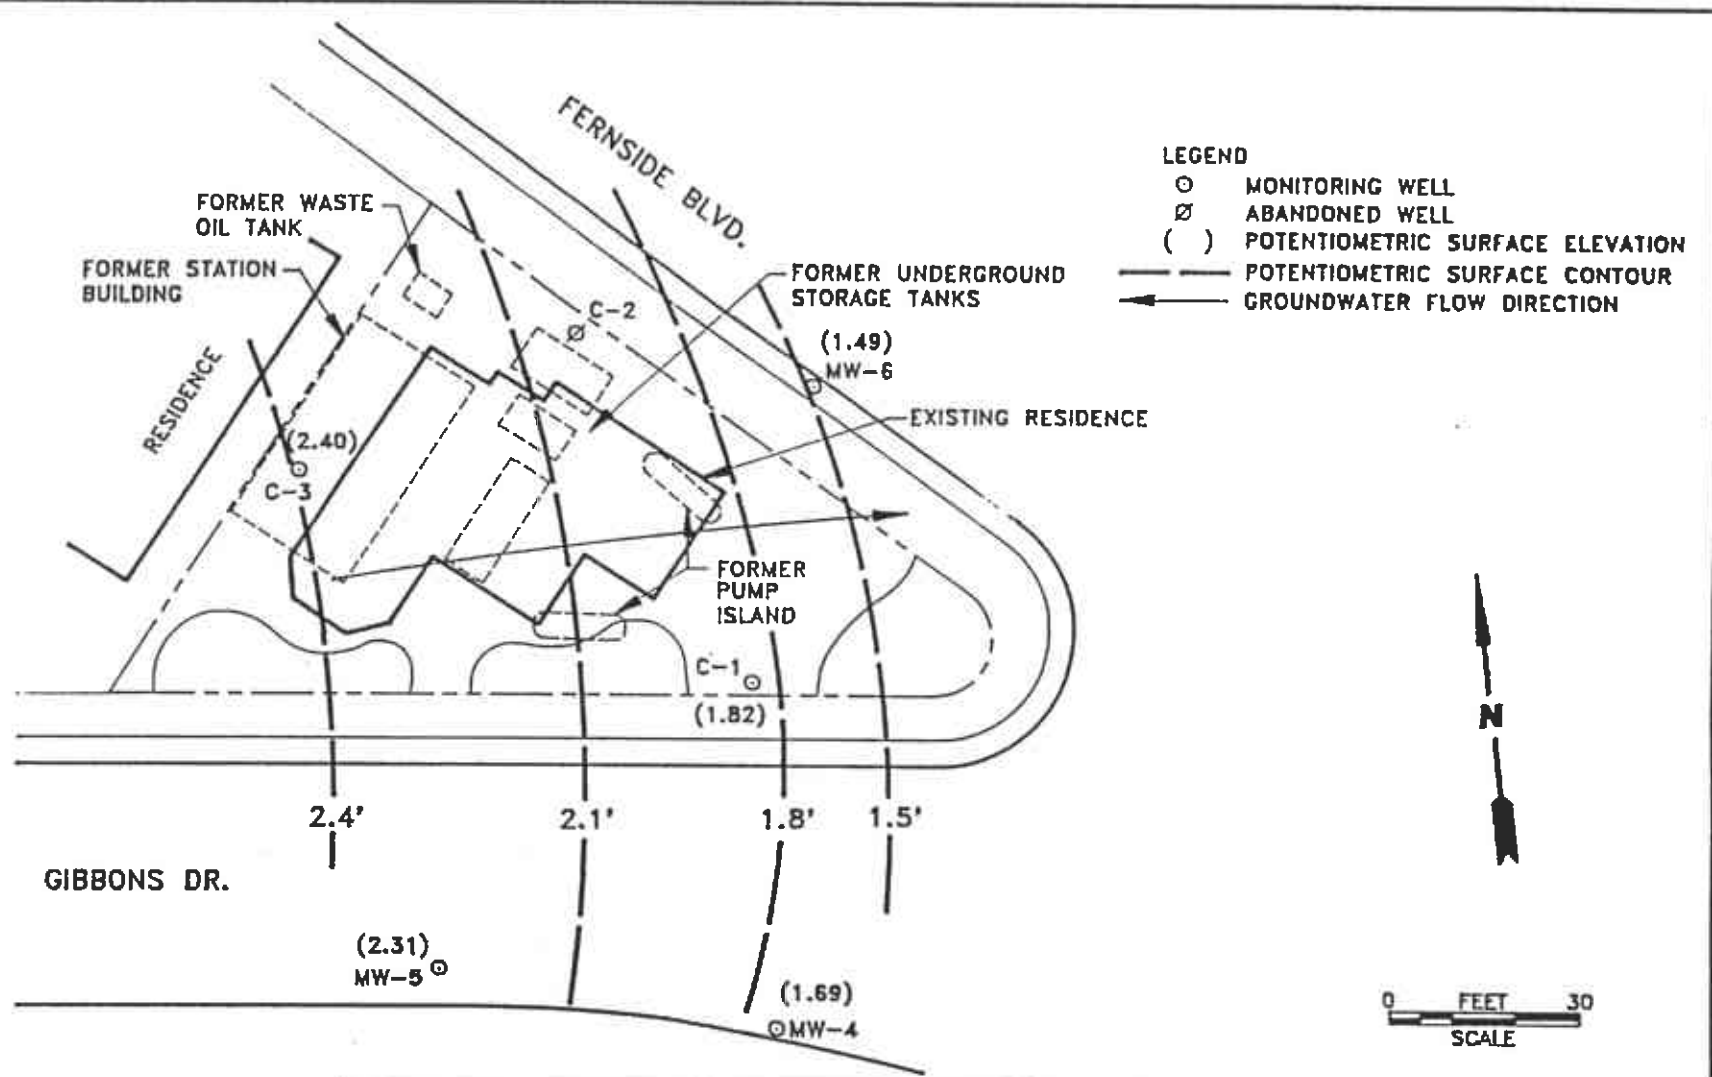 FERNSIDE BLVD.
LEGEND
MONITORING WELL
ABANDONED WELL
( ) POTENTIOMETRIC SURFACE ELEVATION
POTENTIOMETRIC SURFACE CONTOUR
GROUNDWATER FLOW DIRECTION
FORMER WASTE
OIL TANK
FORMER STATION
BUILDING
RESIDENCE
FORMER UNDERGROUND
STORAGE TANKS
C-2
(1.49)
MW-6
EXISTING RESIDENCE
(2.40)
C-3
FORMER
PUMP
ISLAND
C-1
(1.82)
2.4'
2.1'
1.8'
1.5'
GIBBONS DR.
(2.31)
MW-5
(1.69)
MW-4
N
0 FEET 30
SCALE